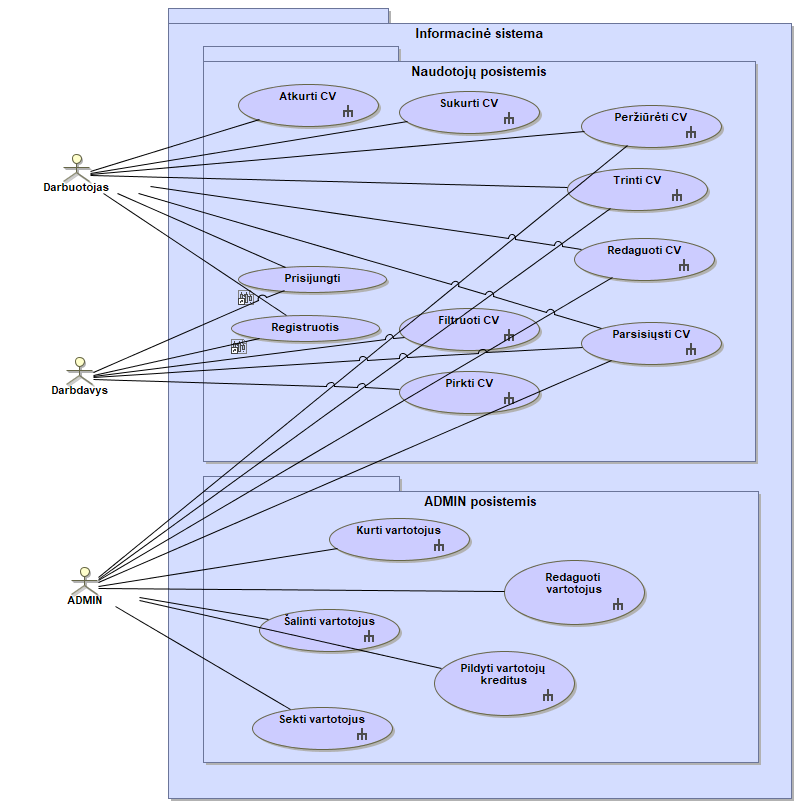 Informacinė sistema
Naudotojų posistemis
Atkurti CV
Sukurti CV
Peržiūrėti CV
Darbuotojas
Trinti CV
Redaguoti CV
Prisijungti
Registruotis
Filtruoti CV
Parsisiųsti CV
Darbdavys
Pirkti CV
ADMIN posistemis
Kurti vartotojus
ADMIN
Redaguoti
vartotojus
Šalinti vartotojus
Pildyti vartotojų
kreditus
Sekti vartotojus